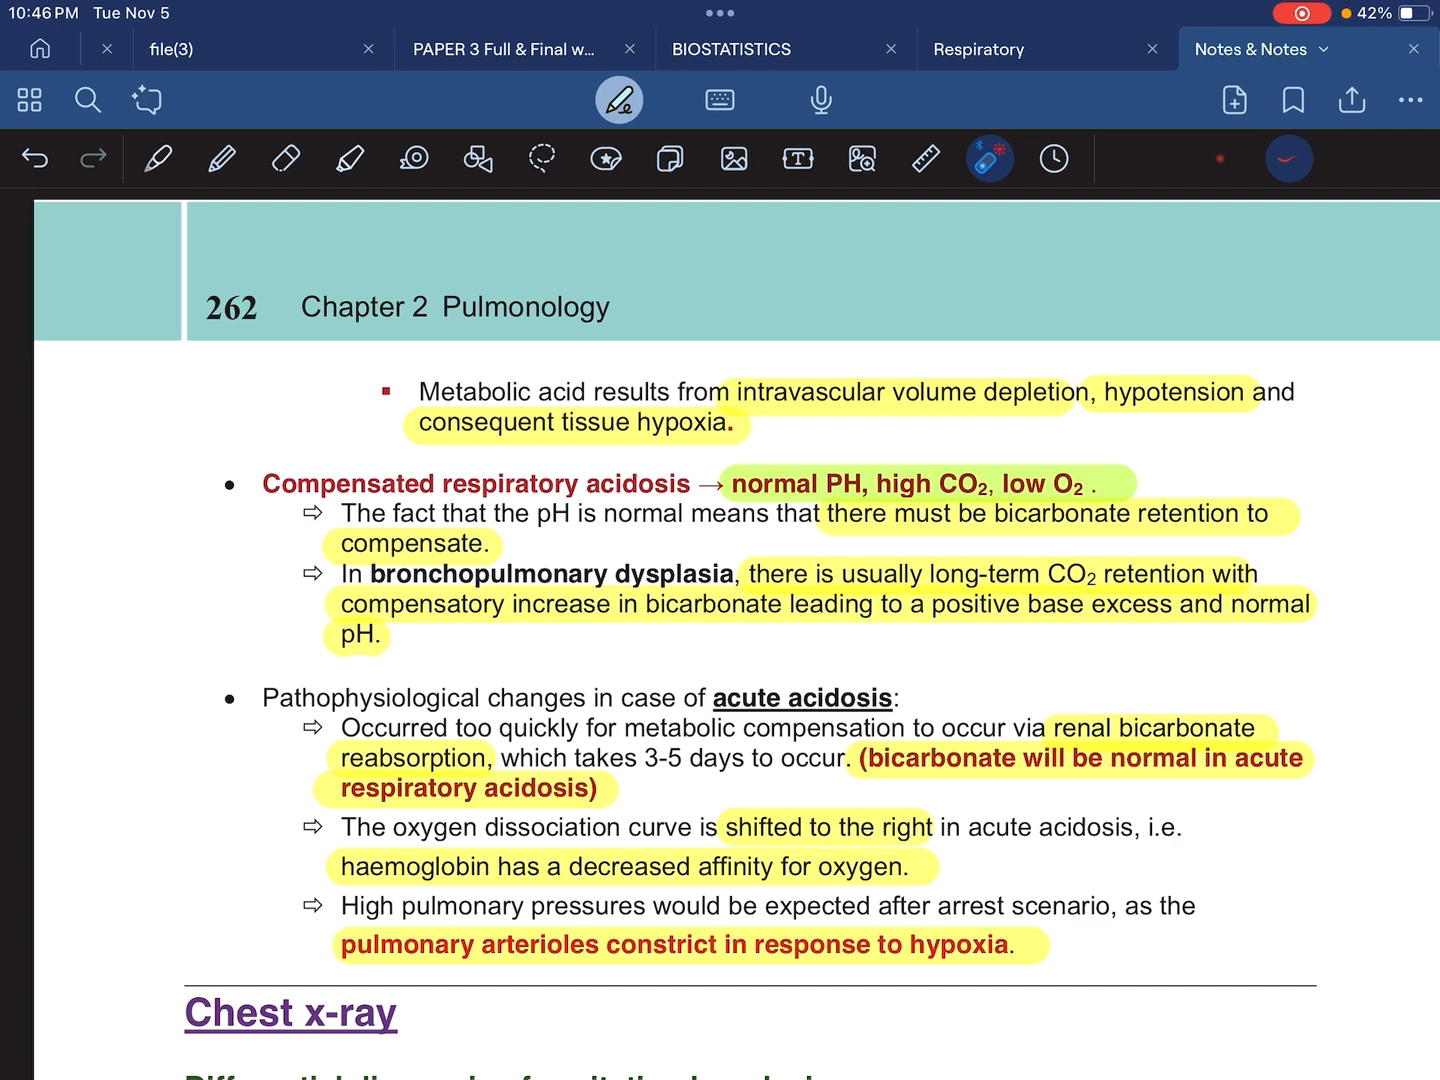 10:46 PM Tue Nov 5
42%
file(3)
PAPER 3 Full & Final w...
BIOSTATISTICS
Respiratory
Notes & Notes
262 Chapter 2 Pulmonology
▪ Metabolic acid results from intravascular volume depletion, hypotension and
consequent tissue hypoxia.
• Compensated respiratory acidosis → normal PH, high CO₂, low O₂ .
⇨ The fact that the pH is normal means that there must be bicarbonate retention to
compensate.
⇨ In bronchopulmonary dysplasia, there is usually long-term CO₂ retention with
compensatory increase in bicarbonate leading to a positive base excess and normal
pH.
• Pathophysiological changes in case of acute acidosis:
⇨ Occurred too quickly for metabolic compensation to occur via renal bicarbonate
reabsorption, which takes 3-5 days to occur. (bicarbonate will be normal in acute
respiratory acidosis)
⇨ The oxygen dissociation curve is shifted to the right in acute acidosis, i.e.
haemoglobin has a decreased affinity for oxygen.
⇨ High pulmonary pressures would be expected after arrest scenario, as the
pulmonary arterioles constrict in response to hypoxia.
Chest x-ray